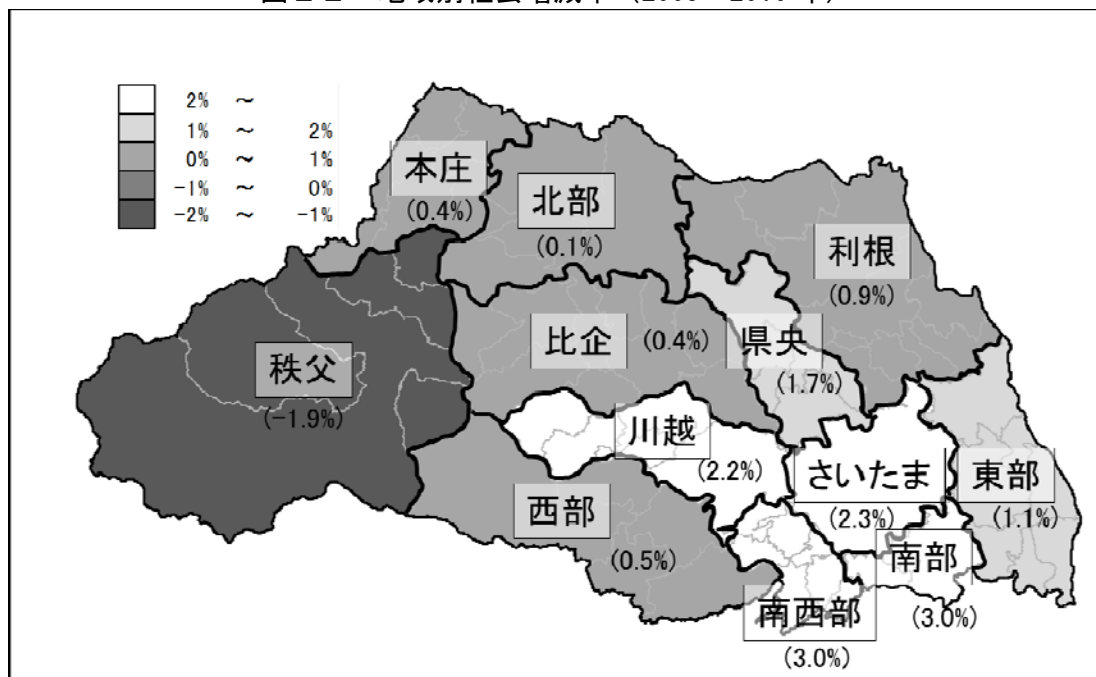 2% ～
1% ～ 2%
0% ～ 1%
-1% ～ 0%
-2% ～ -1%
本庄
(0.4%)
北部
(0.1%)
利根
(0.9%)
比企 (0.4%)
県央
(1.7%)
秩父
(-1.9%)
川越
(2.2%)
さいたま
(2.3%)
東部
(1.1%)
西部
(0.5%)
南部
(3.0%)
南西部
(3.0%)